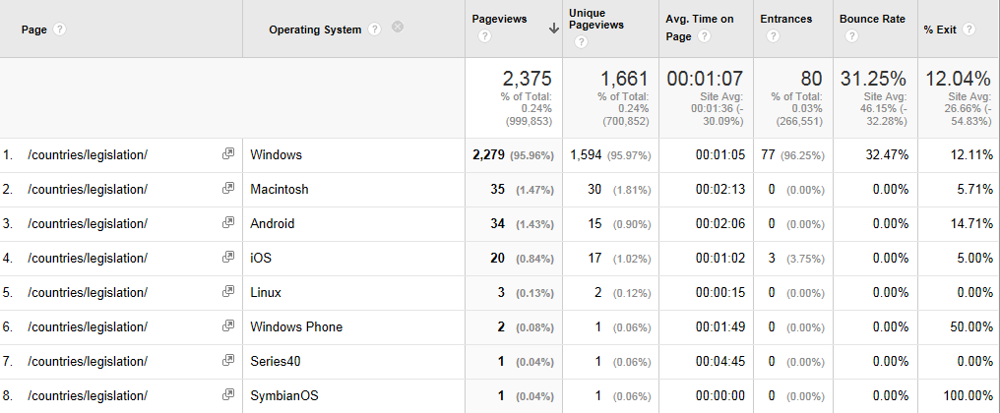 Page ? Operating System ? Pageviews ? Unique Pageviews ? Avg. Time on Page ? Entrances ? Bounce Rate ? % Exit ?
2,375 1,661 00:01:07 80 31.25% 12.04%
% of Total: % of Total: Site Avg: % of Total: Site Avg: Site Avg:
0.24% 0.24% 00:01:36 (- 0.03% 46.15% (- 26.66% (-
(999,853) (700,852) 30.09%) (266,551) 32.28%) 54.83%)
1. /countries/legislation/ Windows 2,279 (95.96%) 1,594 (95.97%) 00:01:05 77 (96.25%) 32.47% 12.11%
2. /countries/legislation/ Macintosh 35 (1.47%) 30 (1.81%) 00:02:13 0 (0.00%) 0.00% 5.71%
3. /countries/legislation/ Android 34 (1.43%) 15 (0.90%) 00:02:06 0 (0.00%) 0.00% 14.71%
4. /countries/legislation/ iOS 20 (0.84%) 17 (1.02%) 00:01:02 3 (3.75%) 0.00% 5.00%
5. /countries/legislation/ Linux 3 (0.13%) 2 (0.12%) 00:00:15 0 (0.00%) 0.00% 0.00%
6. /countries/legislation/ Windows Phone 2 (0.08%) 1 (0.06%) 00:01:49 0 (0.00%) 0.00% 50.00%
7. /countries/legislation/ Series40 1 (0.04%) 1 (0.06%) 00:04:45 0 (0.00%) 0.00% 0.00%
8. /countries/legislation/ SymbianOS 1 (0.04%) 1 (0.06%) 00:00:00 0 (0.00%) 0.00% 100.00%